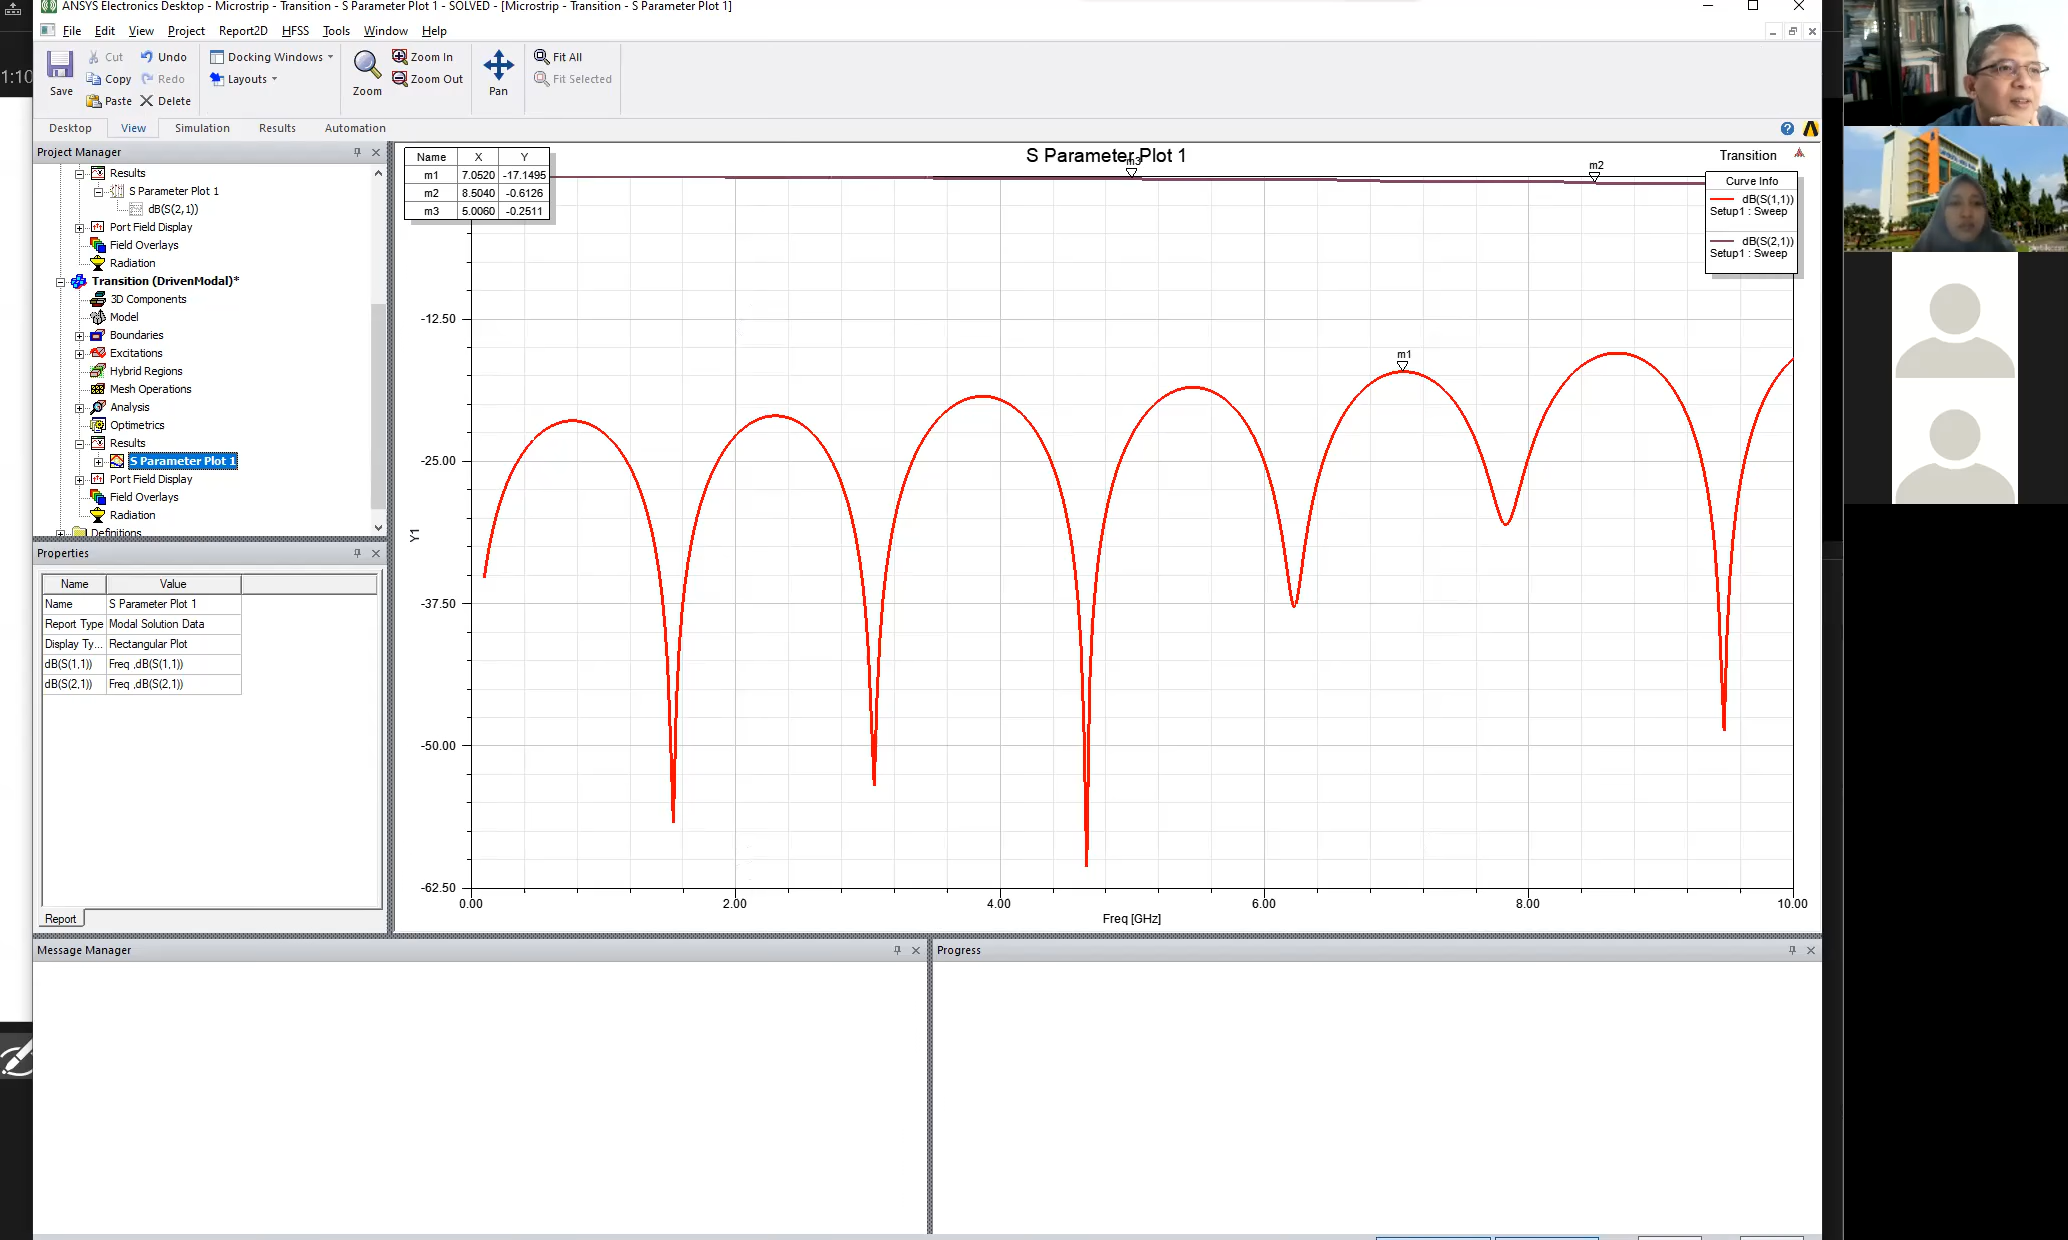 ANSYS Electronics Desktop - Microstrip - Transition - S Parameter Plot 1 - SOLVED - [Microstrip - Transition - S Parameter Plot 1]
File Edit View Project Report2D HFSS Tools Window Help
1:10
Save
Cut
Copy
Paste
Undo
Redo
Delete
Docking Windows
Layouts
Zoom
Zoom In
Zoom Out
Pan
Fit All
Fit Selected
Desktop View Simulation Results Automation
Project Manager
Results
S Parameter Plot 1
dB(S(2,1))
Port Field Display
Field Overlays
Radiation
Transition (DrivenModal)*
3D Components
Model
Boundaries
Excitations
Hybrid Regions
Mesh Operations
Analysis
Optimetrics
Results
S Parameter Plot 1
Port Field Display
Field Overlays
Radiation
Definitions
Properties
Name Value
Name S Parameter Plot 1
Report Type Modal Solution Data
Display Ty... Rectangular Plot
dB(S(1,1)) Freq ,dB(S(1,1))
dB(S(2,1)) Freq ,dB(S(2,1))
Report
S Parameter Plot 1
Transition
Name X Y
m1 7.0520 -17.1495
m2 8.5040 -0.6126
m3 5.0060 -0.2511
m3
m2
m1
Curve Info
dB(S(1,1))
Setup1 : Sweep
dB(S(2,1))
Setup1 : Sweep
-12.50
-25.00
-37.50
-50.00
-62.50
Y1
0.00 2.00 4.00 6.00 8.00 10.00
Freq [GHz]
Message Manager
Progress